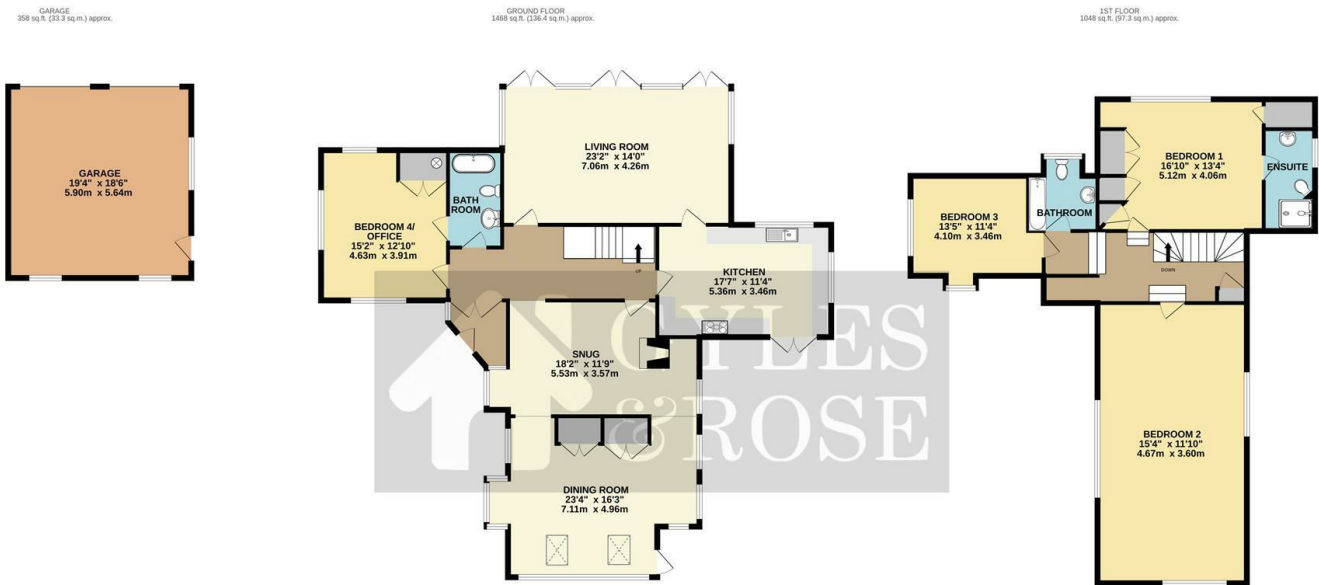 GARAGE
358 sq.ft. (33.3 sq.m.) approx.
GROUND FLOOR
1468 sq.ft. (136.4 sq.m.) approx.
1ST FLOOR
1048 sq.ft. (97.3 sq.m.) approx.
GARAGE
19'4" x 18'6"
5.90m x 5.64m
LIVING ROOM
23'2" x 14'0"
7.06m x 4.26m
BATH
ROOM
BEDROOM 4/
OFFICE
15'2" x 12'10"
4.63m x 3.91m
UP
KITCHEN
17'7" x 11'4"
5.36m x 3.46m
SNUG
18'2" x 11'9"
5.53m x 3.57m
DINING ROOM
23'4" x 16'3"
7.11m x 4.96m
BEDROOM 1
16'10" x 13'4"
5.12m x 4.06m
ENSUITE
BATHROOM
BEDROOM 3
13'5" x 11'4"
4.10m x 3.46m
DOWN
BEDROOM 2
15'4" x 11'10"
4.67m x 3.60m
GYLES
&ROSE